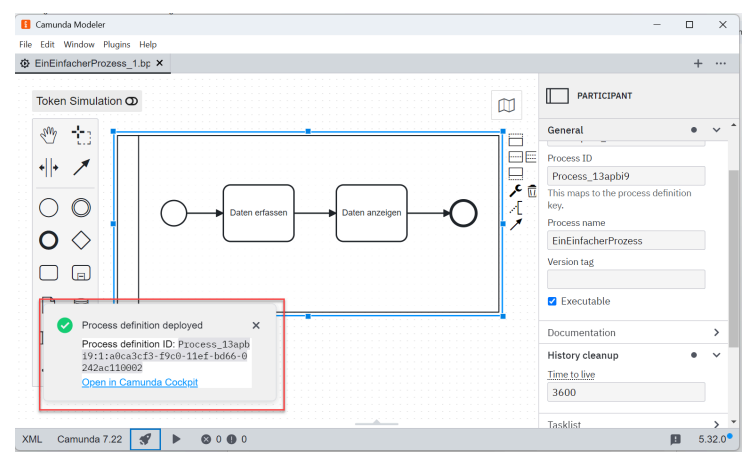 Camunda Modeler
File Edit Window Plugins Help
EinEinfacherProzess_1.bp
Token Simulation
PARTICIPANT
General
Process ID
Process_13apbi9
This maps to the process definition
key.
Process name
EinEinfacherProzess
Version tag
Executable
Documentation
History cleanup
Time to live
3600
Tasklist
Daten erfassen
Daten anzeigen
Process definition deployed
Process definition ID: Process_13apb
i9:1:a0ca3cf3-f9c0-11ef-bd66-0
242ac110002
Open in Camunda Cockpit
XML Camunda 7.22 0 0 5.32.0